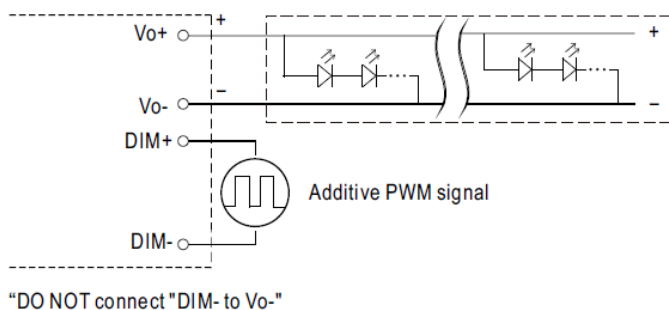 Vo+
+
+
Vo-
−
−
DIM+
Additive PWM signal
DIM-
“DO NOT connect "DIM- to Vo-"